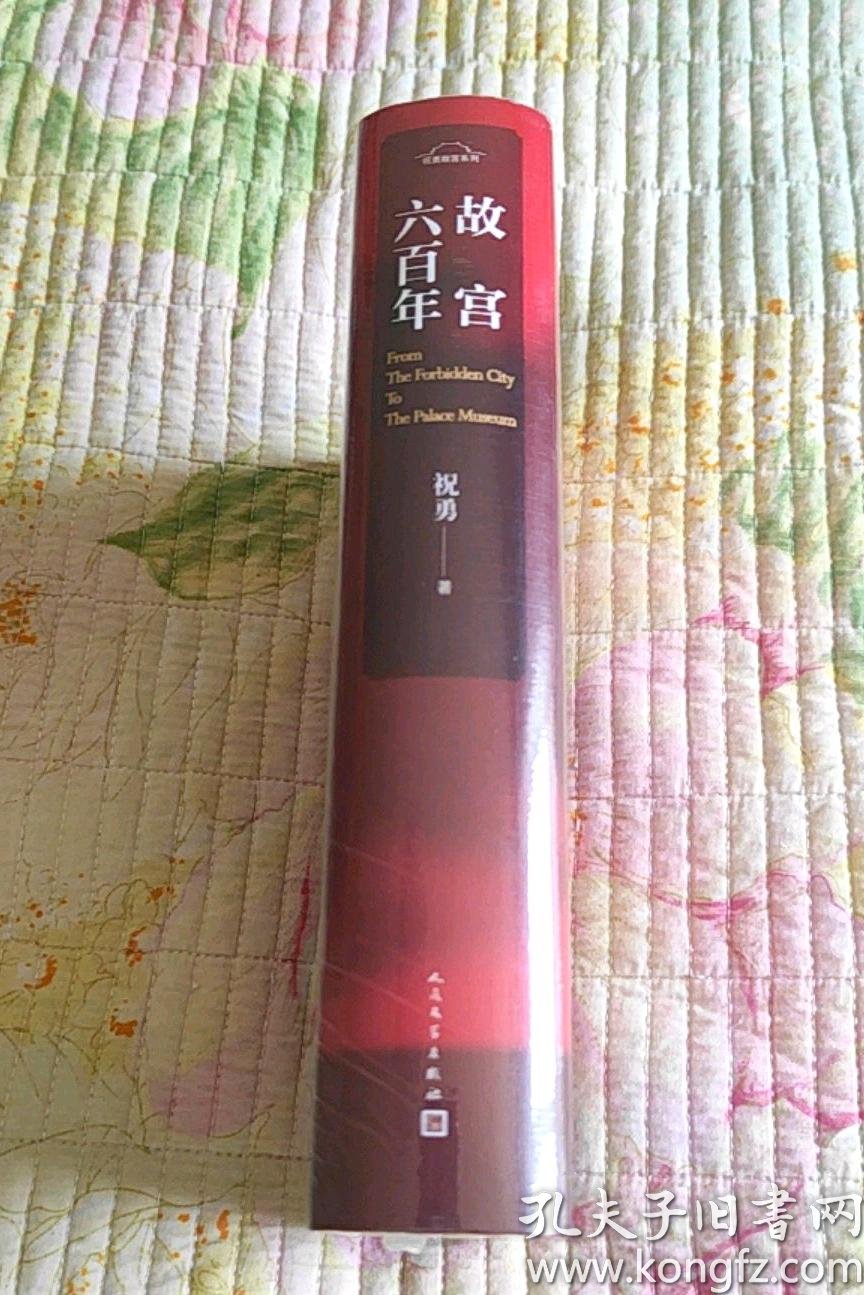 祝勇故宫系列
故宫
六百年
From
The Forbidden City
To
The Palace Museum
祝勇
著
人民文学出版社
孔夫子旧書网
www.kongfz.com